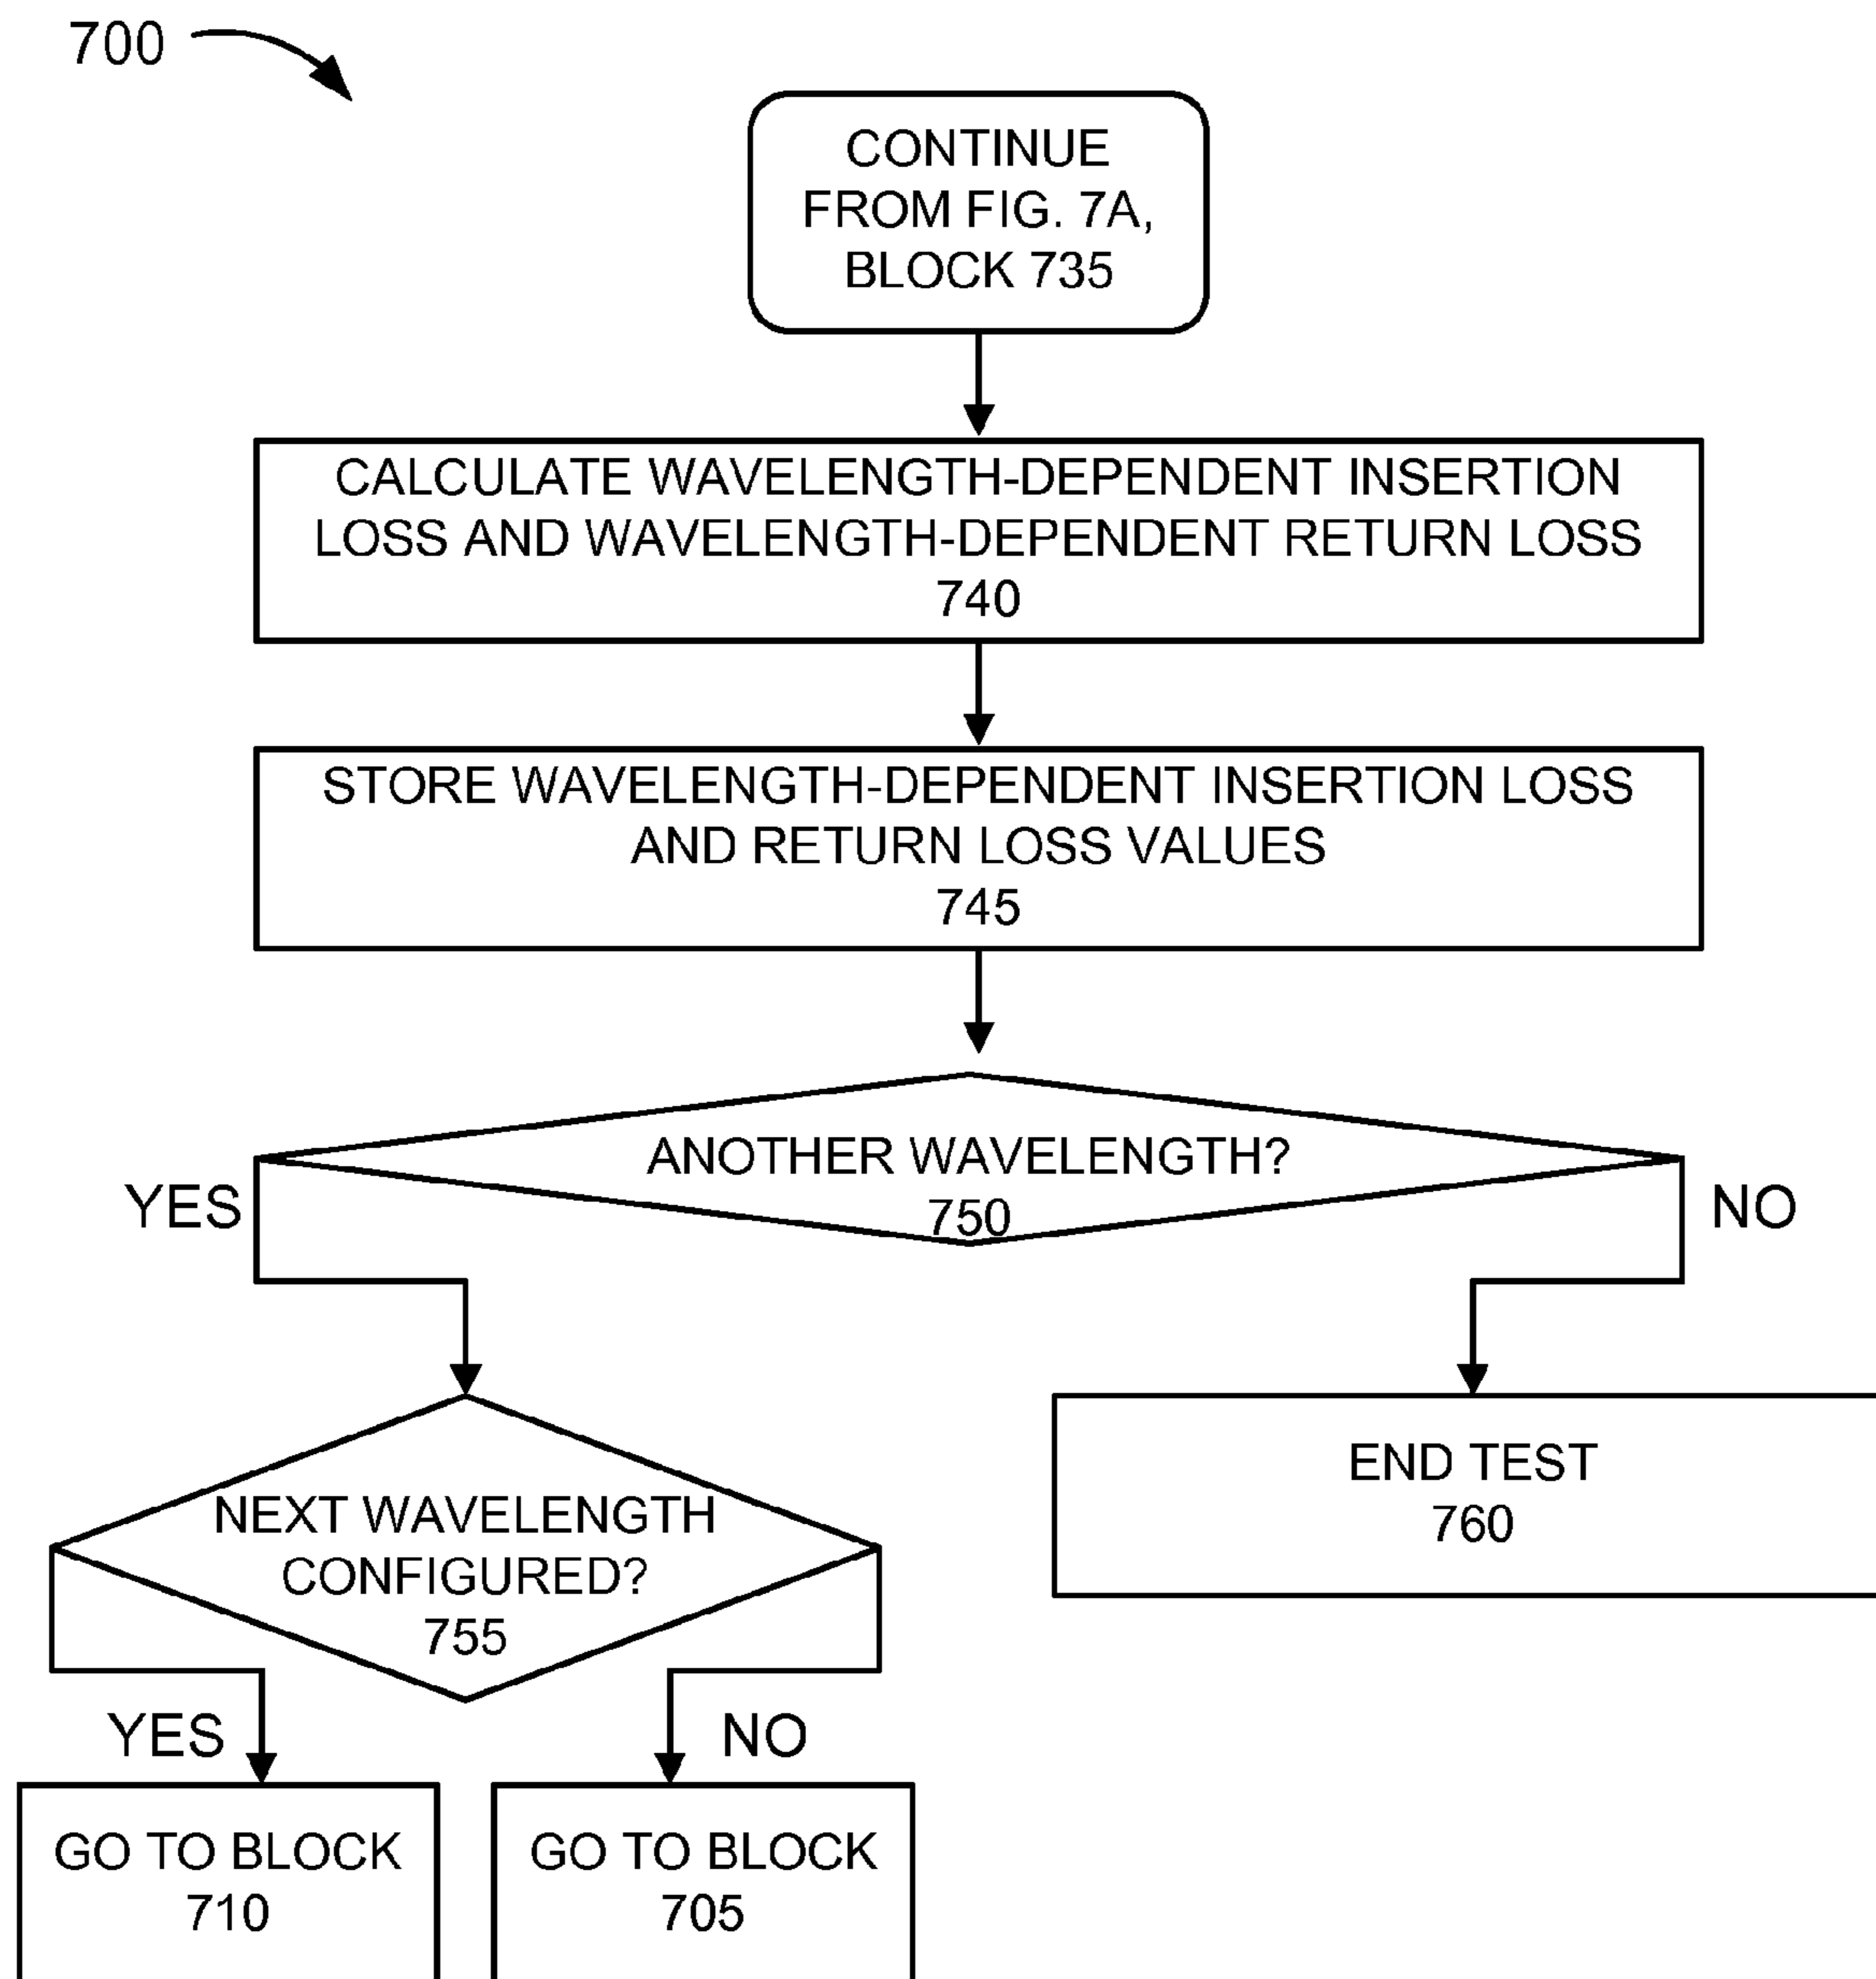 700
CONTINUE
FROM FIG. 7A,
BLOCK 735
CALCULATE WAVELENGTH-DEPENDENT INSERTION
LOSS AND WAVELENGTH-DEPENDENT RETURN LOSS
740
STORE WAVELENGTH-DEPENDENT INSERTION LOSS
AND RETURN LOSS VALUES
745
ANOTHER WAVELENGTH?
750
YES
NO
NEXT WAVELENGTH
CONFIGURED?
755
END TEST
760
YES
NO
GO TO BLOCK
710
GO TO BLOCK
705